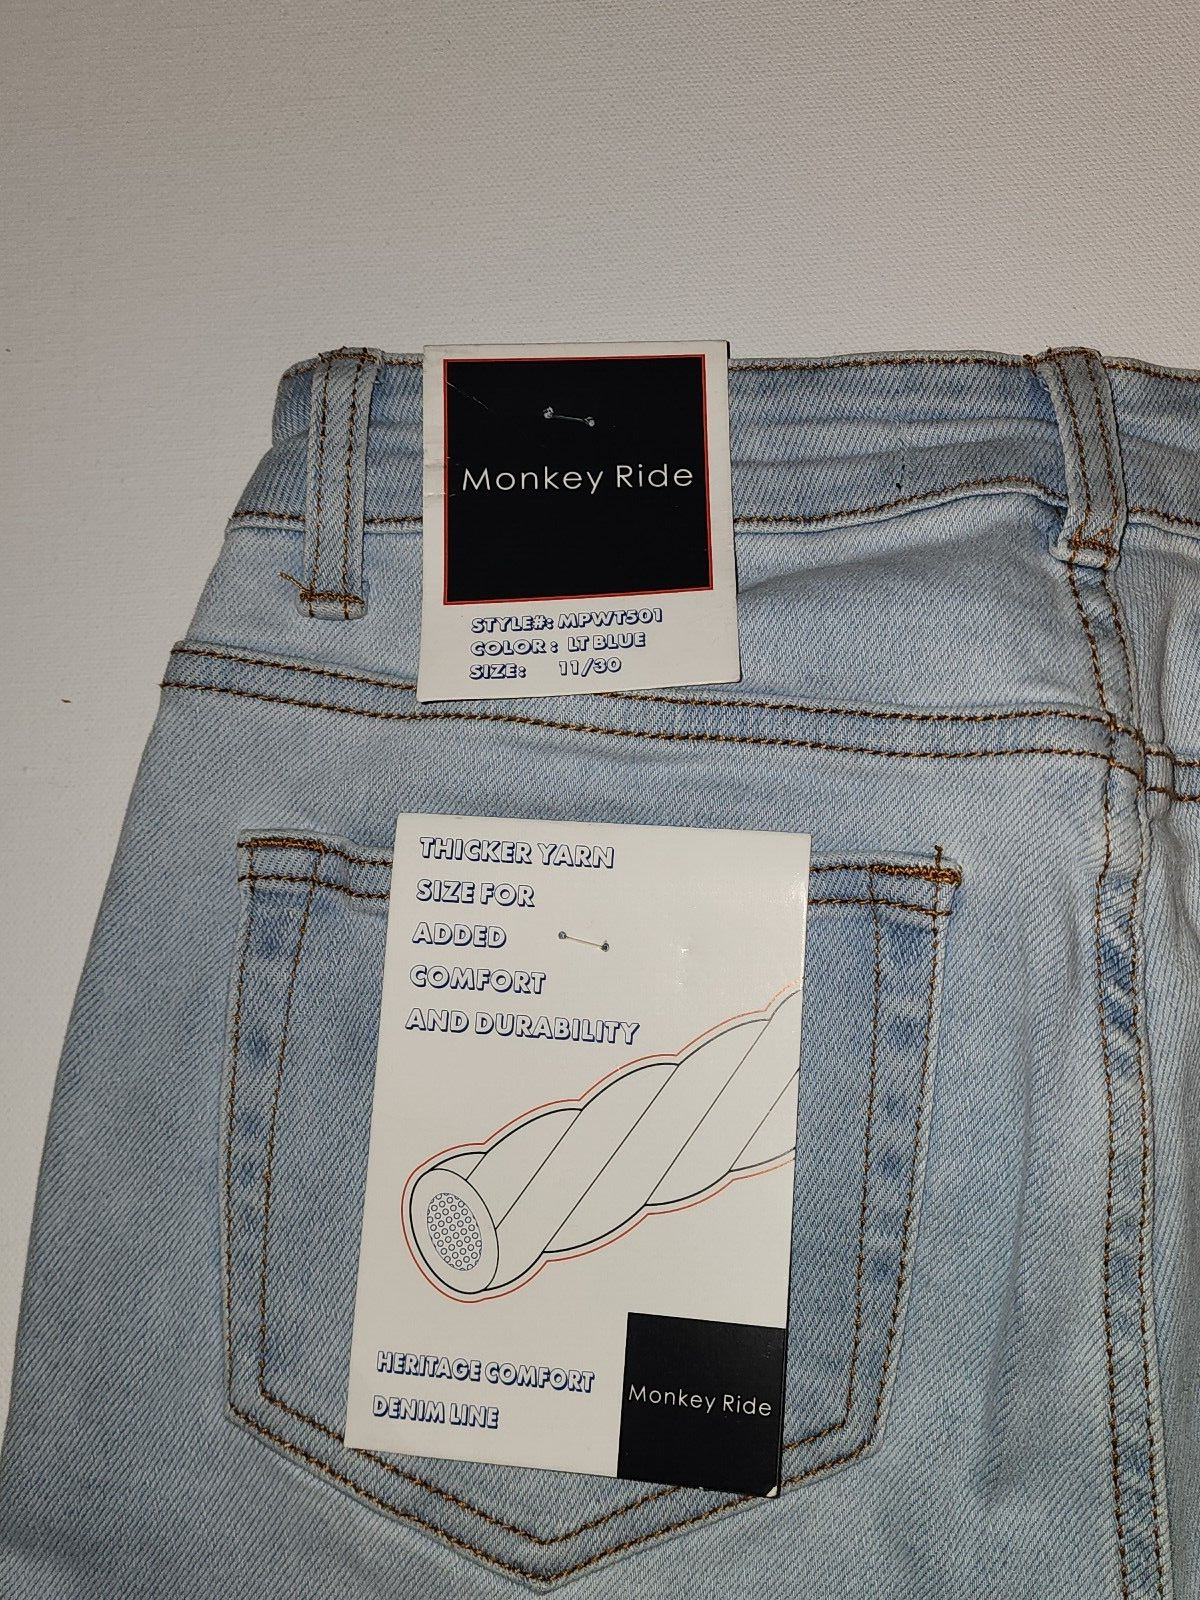 Monkey Ride
STYLE#: MPWT501
COLOR : LT BLUE
SIZE: 11/30
THICKER YARN
SIZE FOR
ADDED
COMFORT
AND DURABILITY
HERITAGE COMFORT
DENIM LINE
Monkey Ride